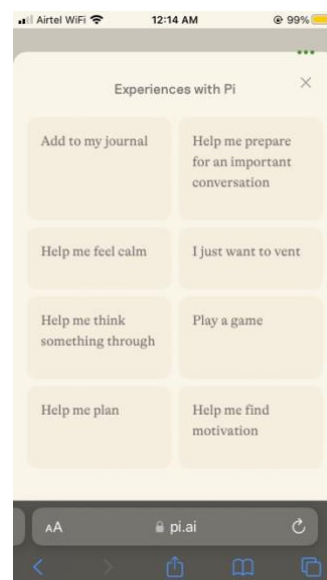 Airtel WiFi 12:14 AM 99%
Experiences with Pi
Add to my journal
Help me prepare
for an important
conversation
Help me feel calm
I just want to vent
Help me think
something through
Play a game
Help me plan
Help me find
motivation
AA pi.ai